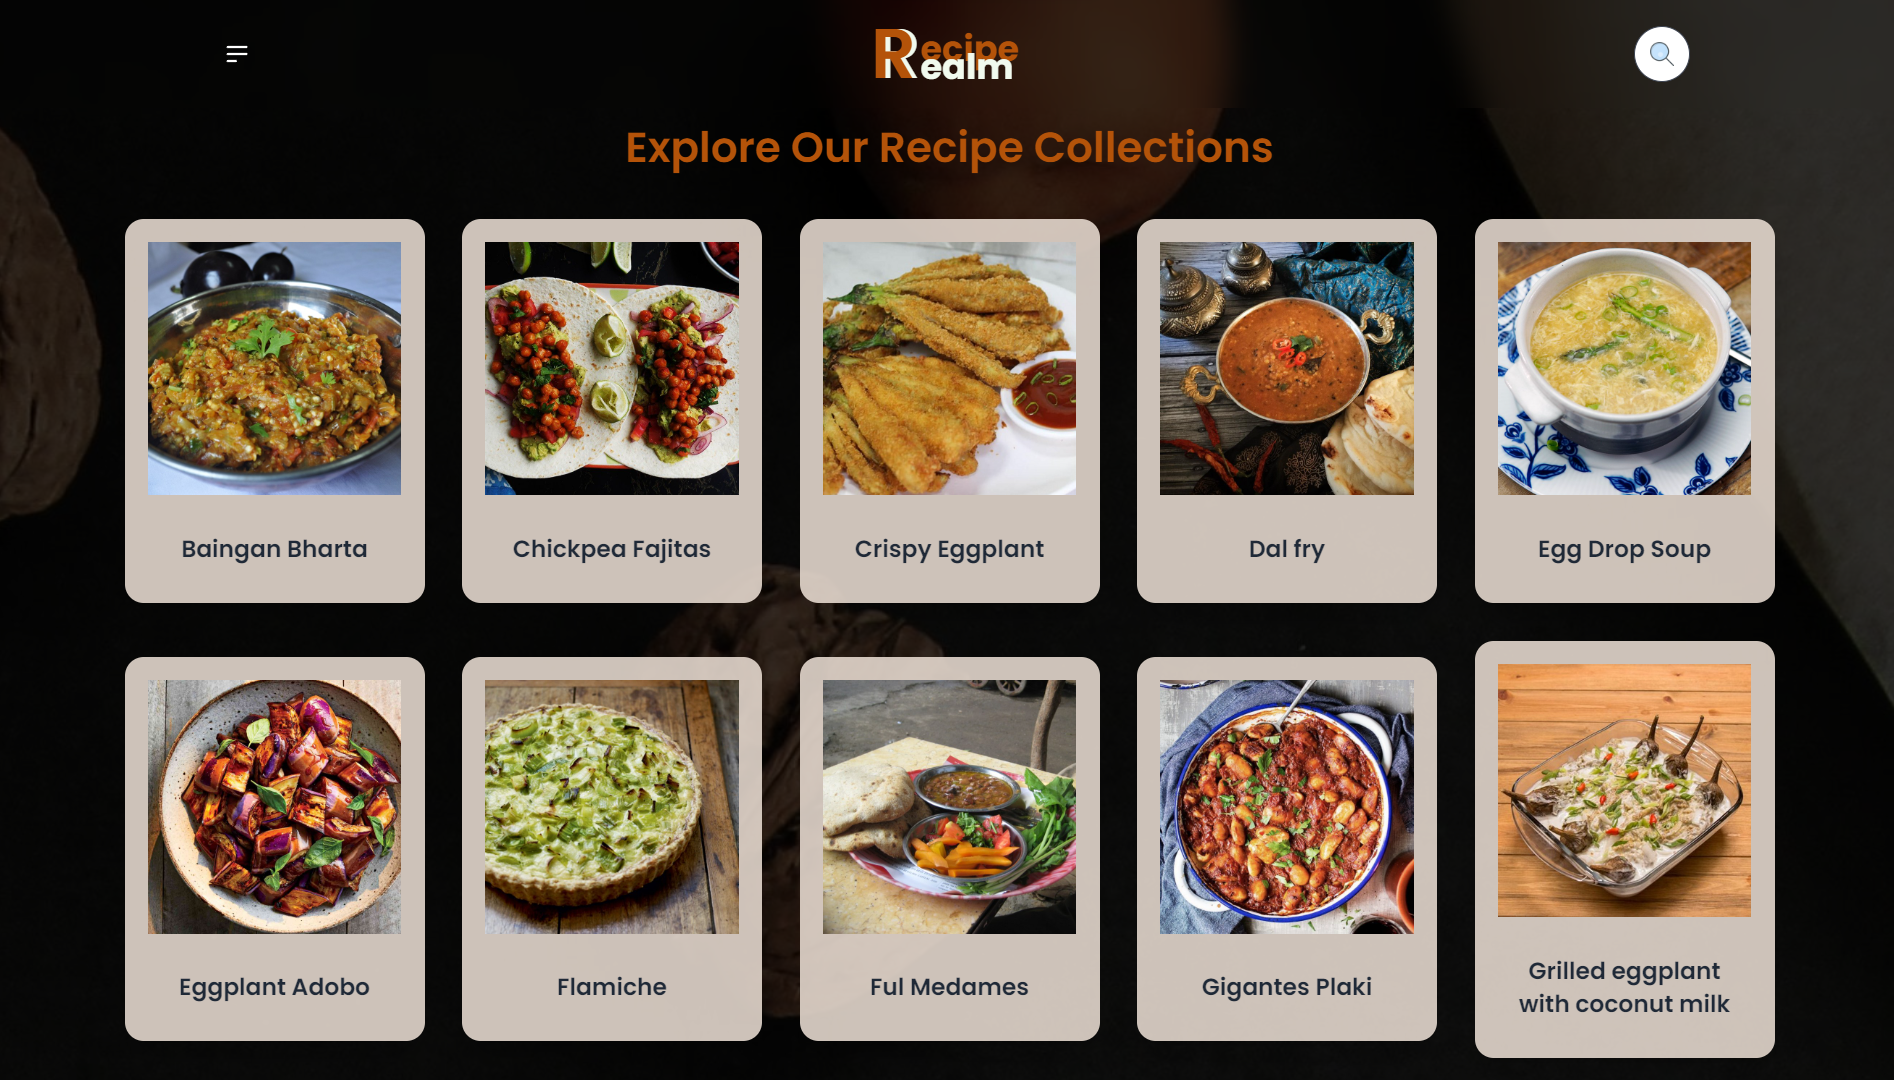 Recipe
Realm
Explore Our Recipe Collections
Baingan Bharta
Chickpea Fajitas
Crispy Eggplant
Dal fry
Egg Drop Soup
Eggplant Adobo
Flamiche
Ful Medames
Gigantes Plaki
Grilled eggplant
with coconut milk